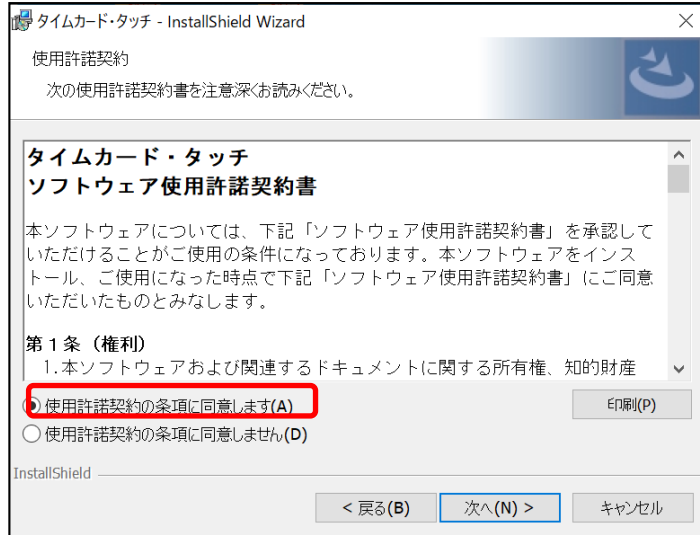 タイムカード・タッチ - InstallShield Wizard
使用許諾契約
次の使用許諾契約書を注意深くお読みください。
タイムカード・タッチ
ソフトウェア使用許諾契約書
本ソフトウェアについては、下記「ソフトウェア使用許諾契約書」を承認して
いただけることがご使用の条件になっております。本ソフトウェアをインス
トール、ご使用になった時点で下記「ソフトウェア使用許諾契約書」にご同意
いただいたものとみなします。
第１条（権利）
1.本ソフトウェアおよび関連するドキュメントに関する所有権、知的財産
使用許諾契約の条項に同意します(A)
印刷(P)
使用許諾契約の条項に同意しません(D)
InstallShield
< 戻る(B)
次へ(N) >
キャンセル